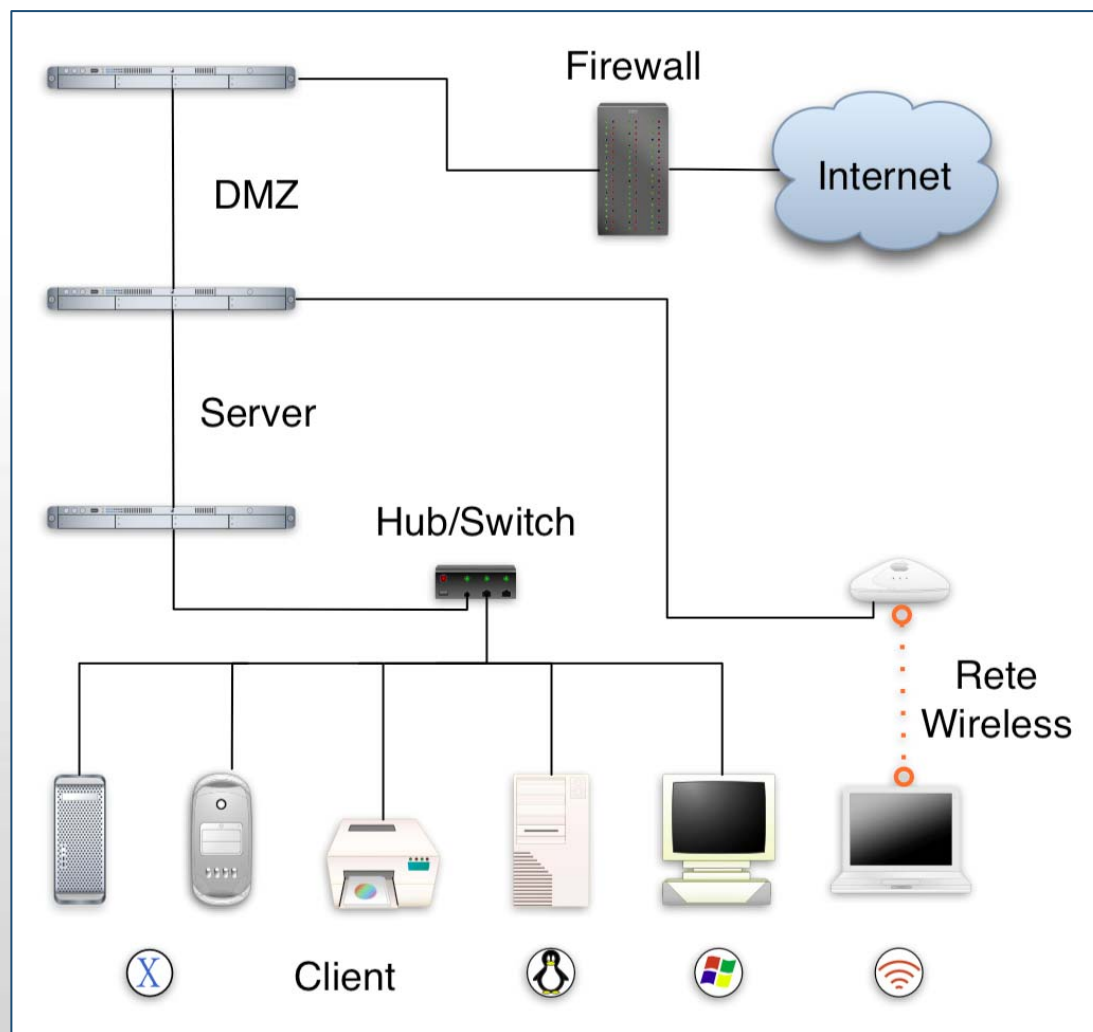 Firewall
Internet
DMZ
Server
Hub/Switch
Rete
Wireless
X
Client